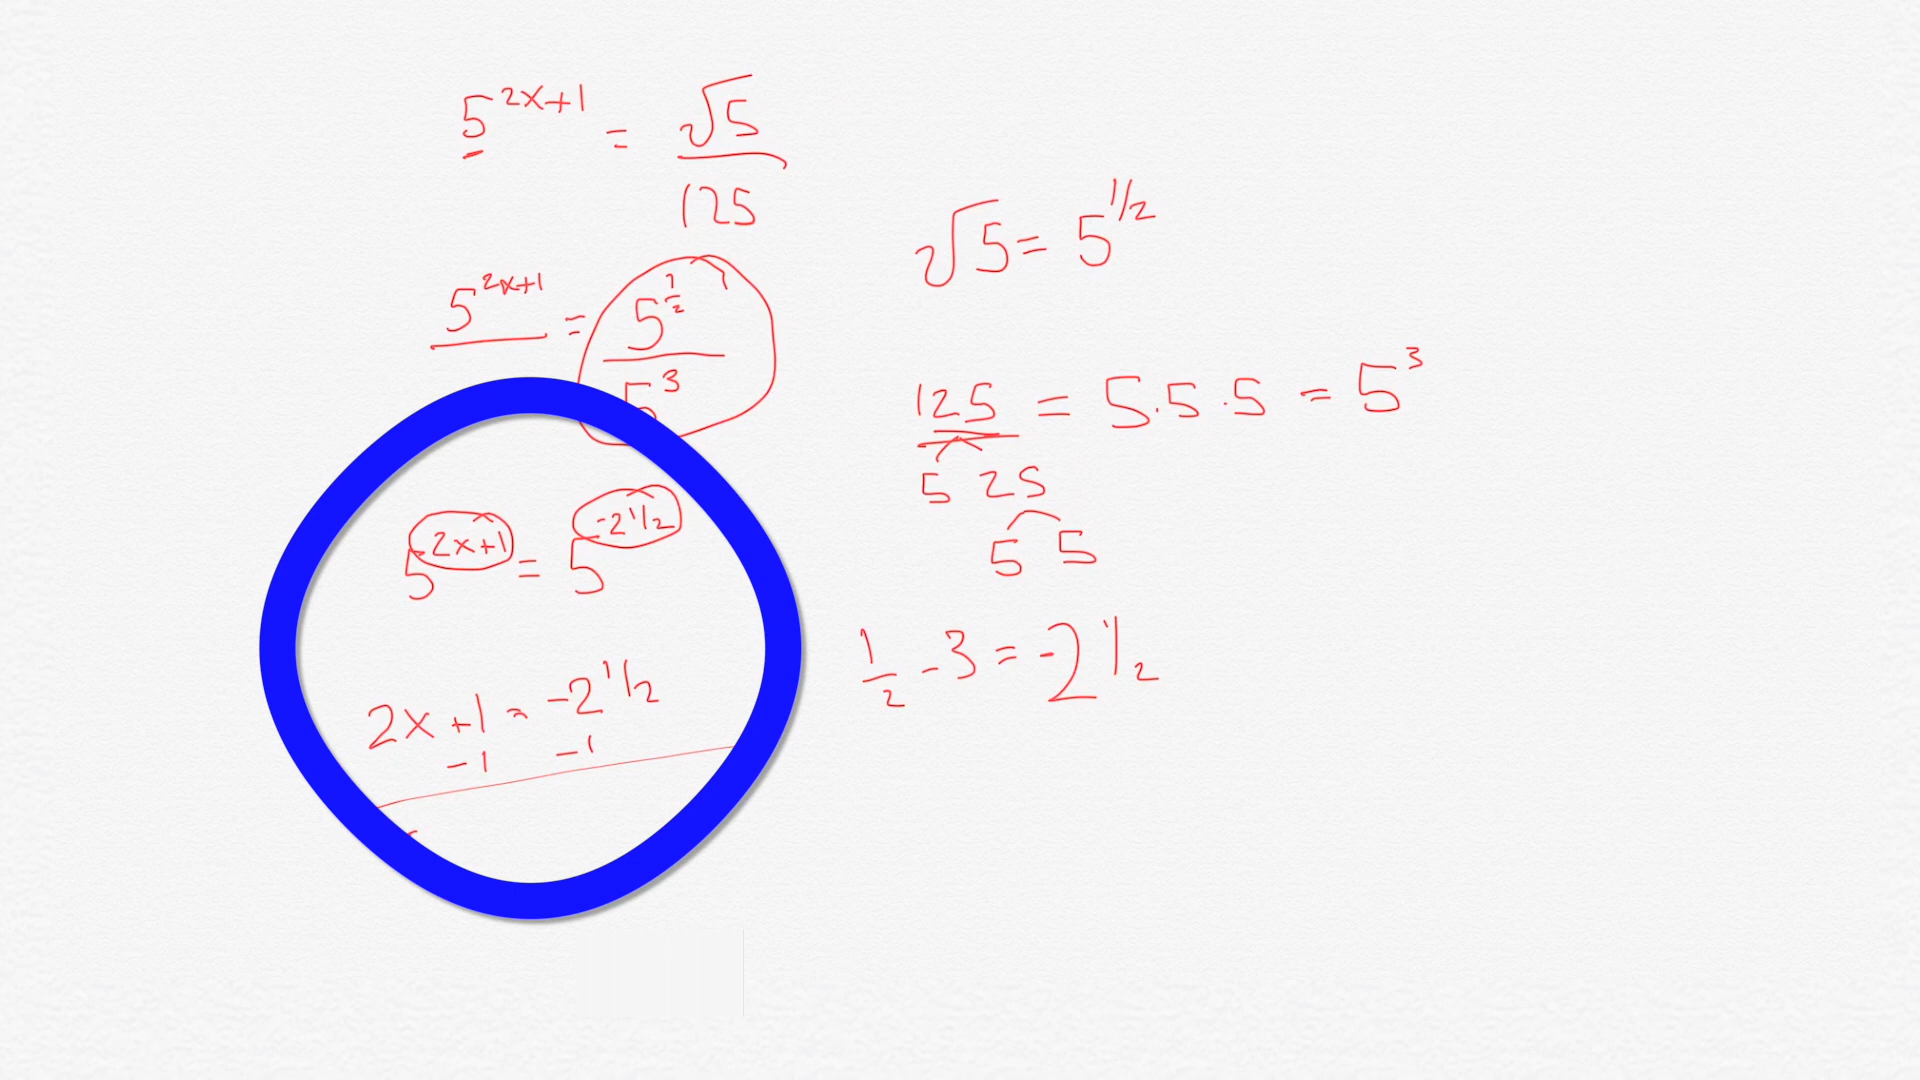 5^{2x+1} = √5 / 125
5^{2x+1} = 5^{1/2} / 5^3
5^{2x+1} = 5^{-2 1/2}
2x+1 = -2 1/2
-1 -1
√5 = 5^{1/2}
125 = 5·5·5 = 5^3
5 25
5 5
1/2 - 3 = -2 1/2